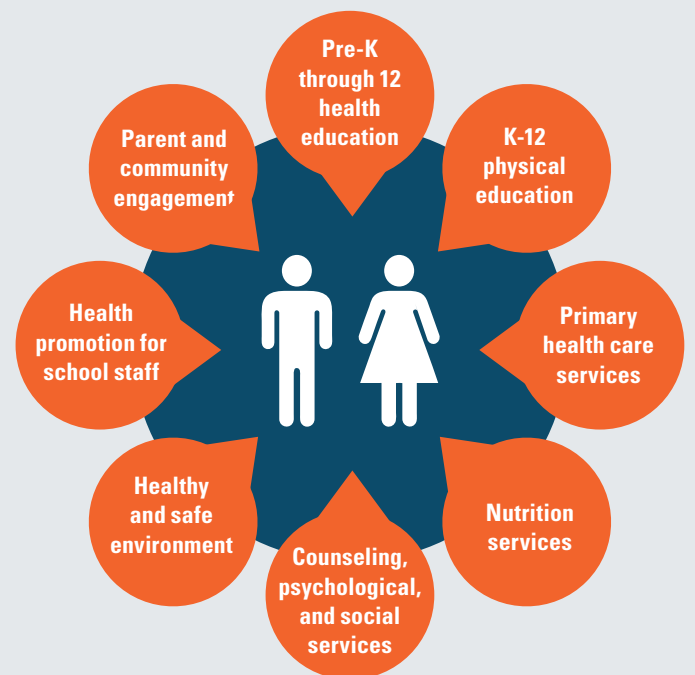 Pre-K
through 12
health
education
K-12
physical
education
Primary
health care
services
Nutrition
services
Counseling,
psychological,
and social
services
Healthy
and safe
environment
Health
promotion for
school staff
Parent and
community
engagement